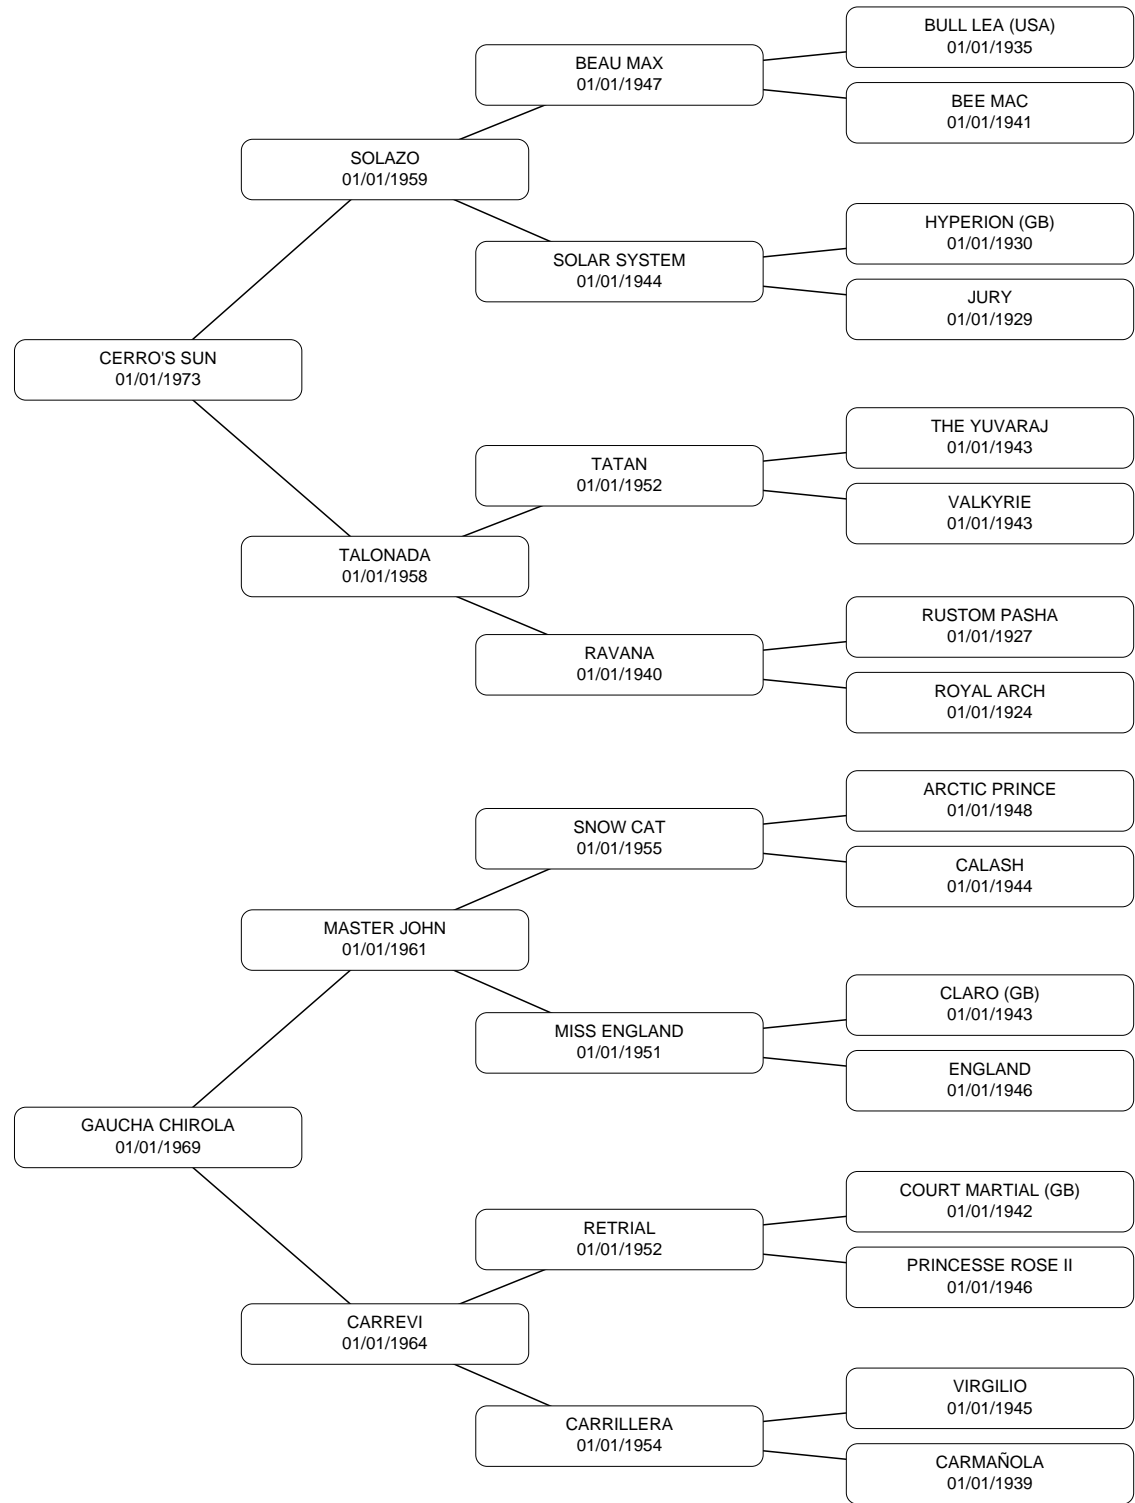 BULL LEA (USA)
01/01/1935
BEAU MAX
01/01/1947
BEE MAC
01/01/1941
SOLAZO
01/01/1959
HYPERION (GB)
01/01/1930
SOLAR SYSTEM
01/01/1944
JURY
01/01/1929
CERRO'S SUN
01/01/1973
THE YUVARAJ
01/01/1943
TATAN
01/01/1952
VALKYRIE
01/01/1943
TALONADA
01/01/1958
RUSTOM PASHA
01/01/1927
RAVANA
01/01/1940
ROYAL ARCH
01/01/1924
ARCTIC PRINCE
01/01/1948
SNOW CAT
01/01/1955
CALASH
01/01/1944
MASTER JOHN
01/01/1961
CLARO (GB)
01/01/1943
MISS ENGLAND
01/01/1951
ENGLAND
01/01/1946
GAUCHA CHIROLA
01/01/1969
COURT MARTIAL (GB)
01/01/1942
RETRIAL
01/01/1952
PRINCESSE ROSE II
01/01/1946
CARREVI
01/01/1964
VIRGILIO
01/01/1945
CARRILLERA
01/01/1954
CARMAÑOLA
01/01/1939